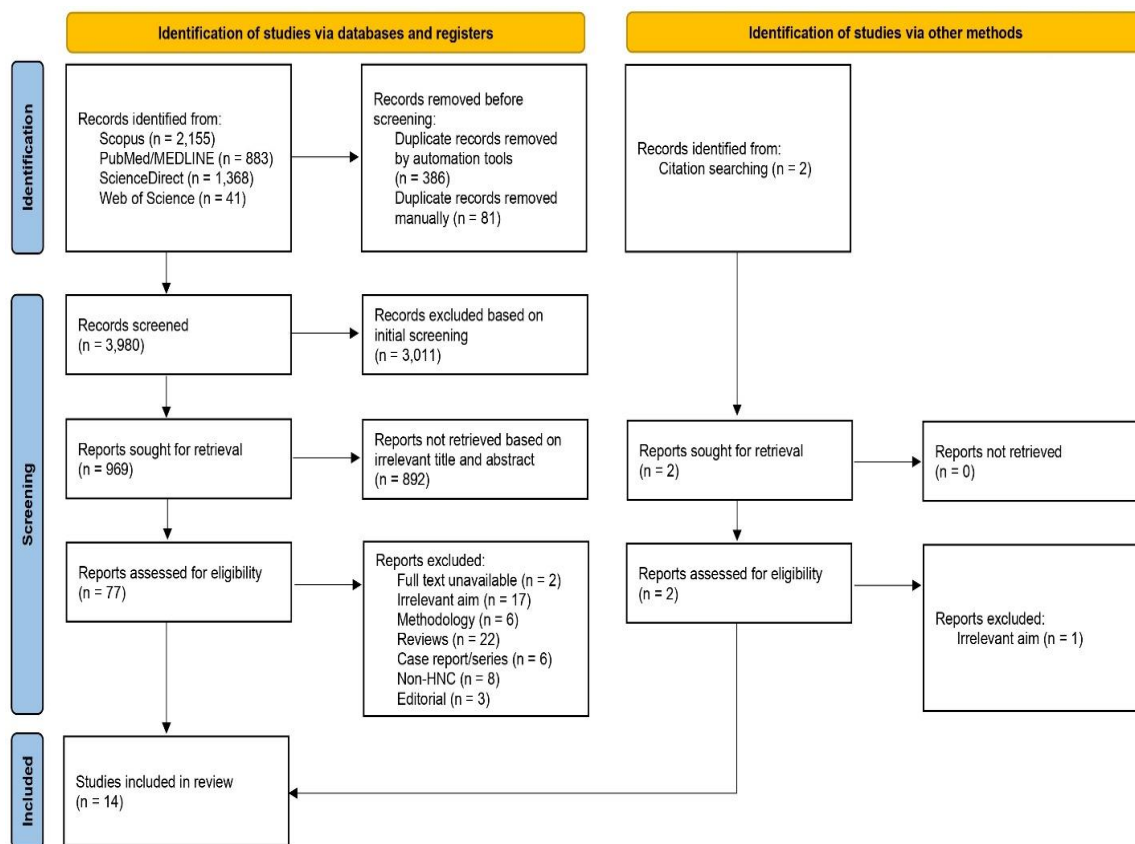 Identification of studies via databases and registers
Identification of studies via other methods
Identification
Records identified from:
Scopus (n = 2,155)
PubMed/MEDLINE (n = 883)
ScienceDirect (n = 1,368)
Web of Science (n = 41)
Records removed before
screening:
Duplicate records removed
by automation tools
(n = 386)
Duplicate records removed
manually (n = 81)
Records identified from:
Citation searching (n = 2)
Screening
Records screened
(n = 3,980)
Records excluded based on
initial screening
(n = 3,011)
Reports sought for retrieval
(n = 969)
Reports not retrieved based on
irrelevant title and abstract
(n = 892)
Reports sought for retrieval
(n = 2)
Reports not retrieved
(n = 0)
Reports assessed for eligibility
(n = 77)
Reports excluded:
Full text unavailable (n = 2)
Irrelevant aim (n = 17)
Methodology (n = 6)
Reviews (n = 22)
Case report/series (n = 6)
Non-HNC (n = 8)
Editorial (n = 3)
Reports assessed for eligibility
(n = 2)
Reports excluded:
Irrelevant aim (n = 1)
Included
Studies included in review
(n = 14)